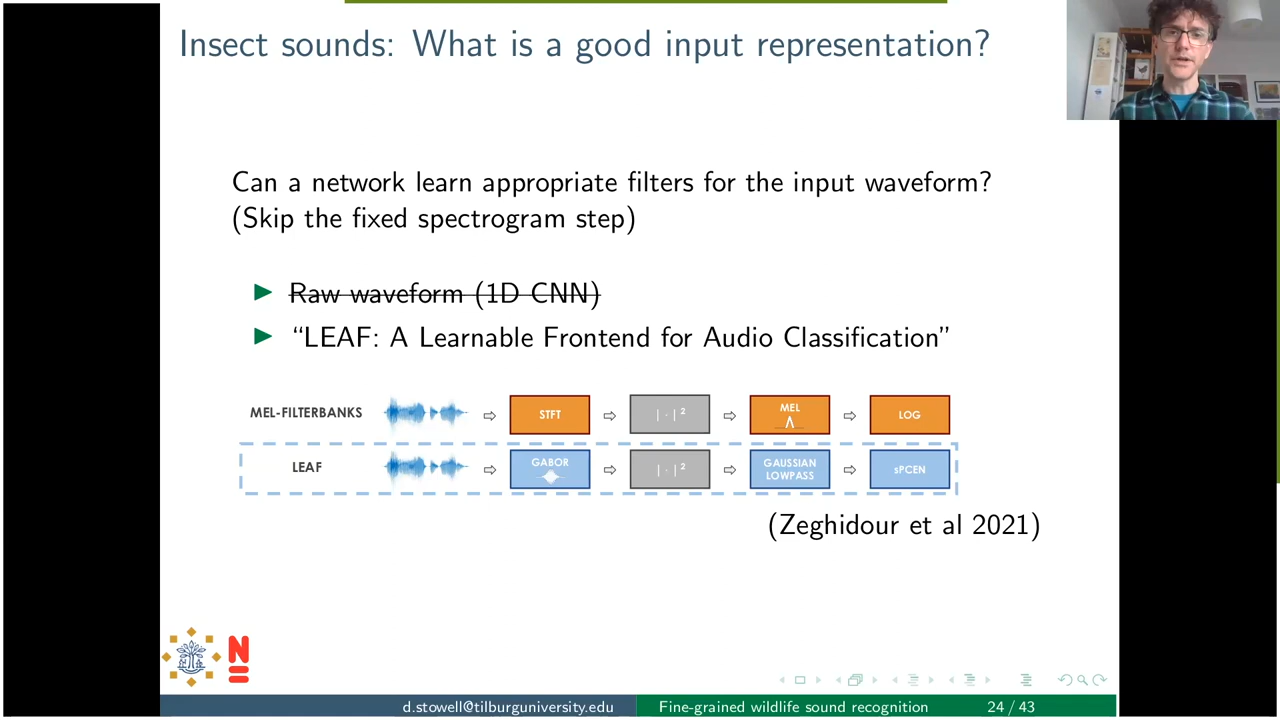 Insect sounds: What is a good input representation?
Can a network learn appropriate filters for the input waveform?
(Skip the fixed spectrogram step)
Raw waveform (1D CNN)
“LEAF: A Learnable Frontend for Audio Classification”
MEL-FILTERBANKS
STFT
| · | ²
MEL
LOG
LEAF
GABOR
| · | ²
GAUSSIAN
LOWPASS
sPCEN
(Zeghidour et al 2021)
d.stowell@tilburguniversity.edu
Fine-grained wildlife sound recognition
24 / 43